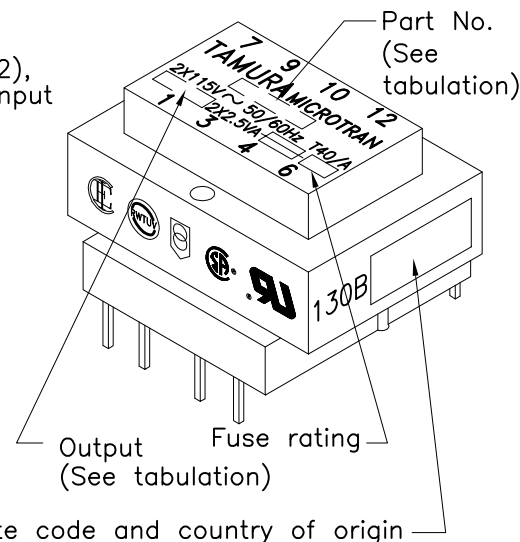 Part No.
(See
tabulation)
2),
nput
7 9 10 12
TAMURA MICROTRAN
2X115V~ 50/60Hz T40/A
2X2.5VA
1 3 4 6
RWTUV
130B
Output
(See tabulation)
Fuse rating
te code and country of origin